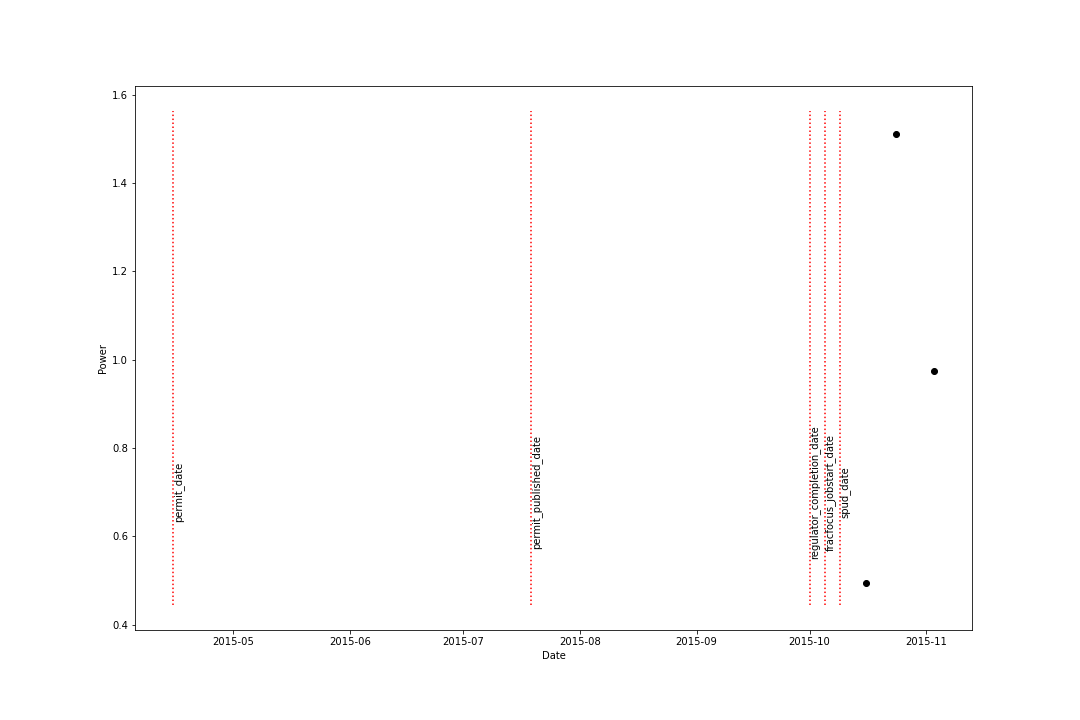 1.6
1.4
1.2
1.0
0.8
0.6
0.4
Power
permit_date
permit_published_date
regulator_completion_date
fracfocus_jobstart_date
spud_date
2015-05
2015-06
2015-07
2015-08
2015-09
2015-10
2015-11
Date